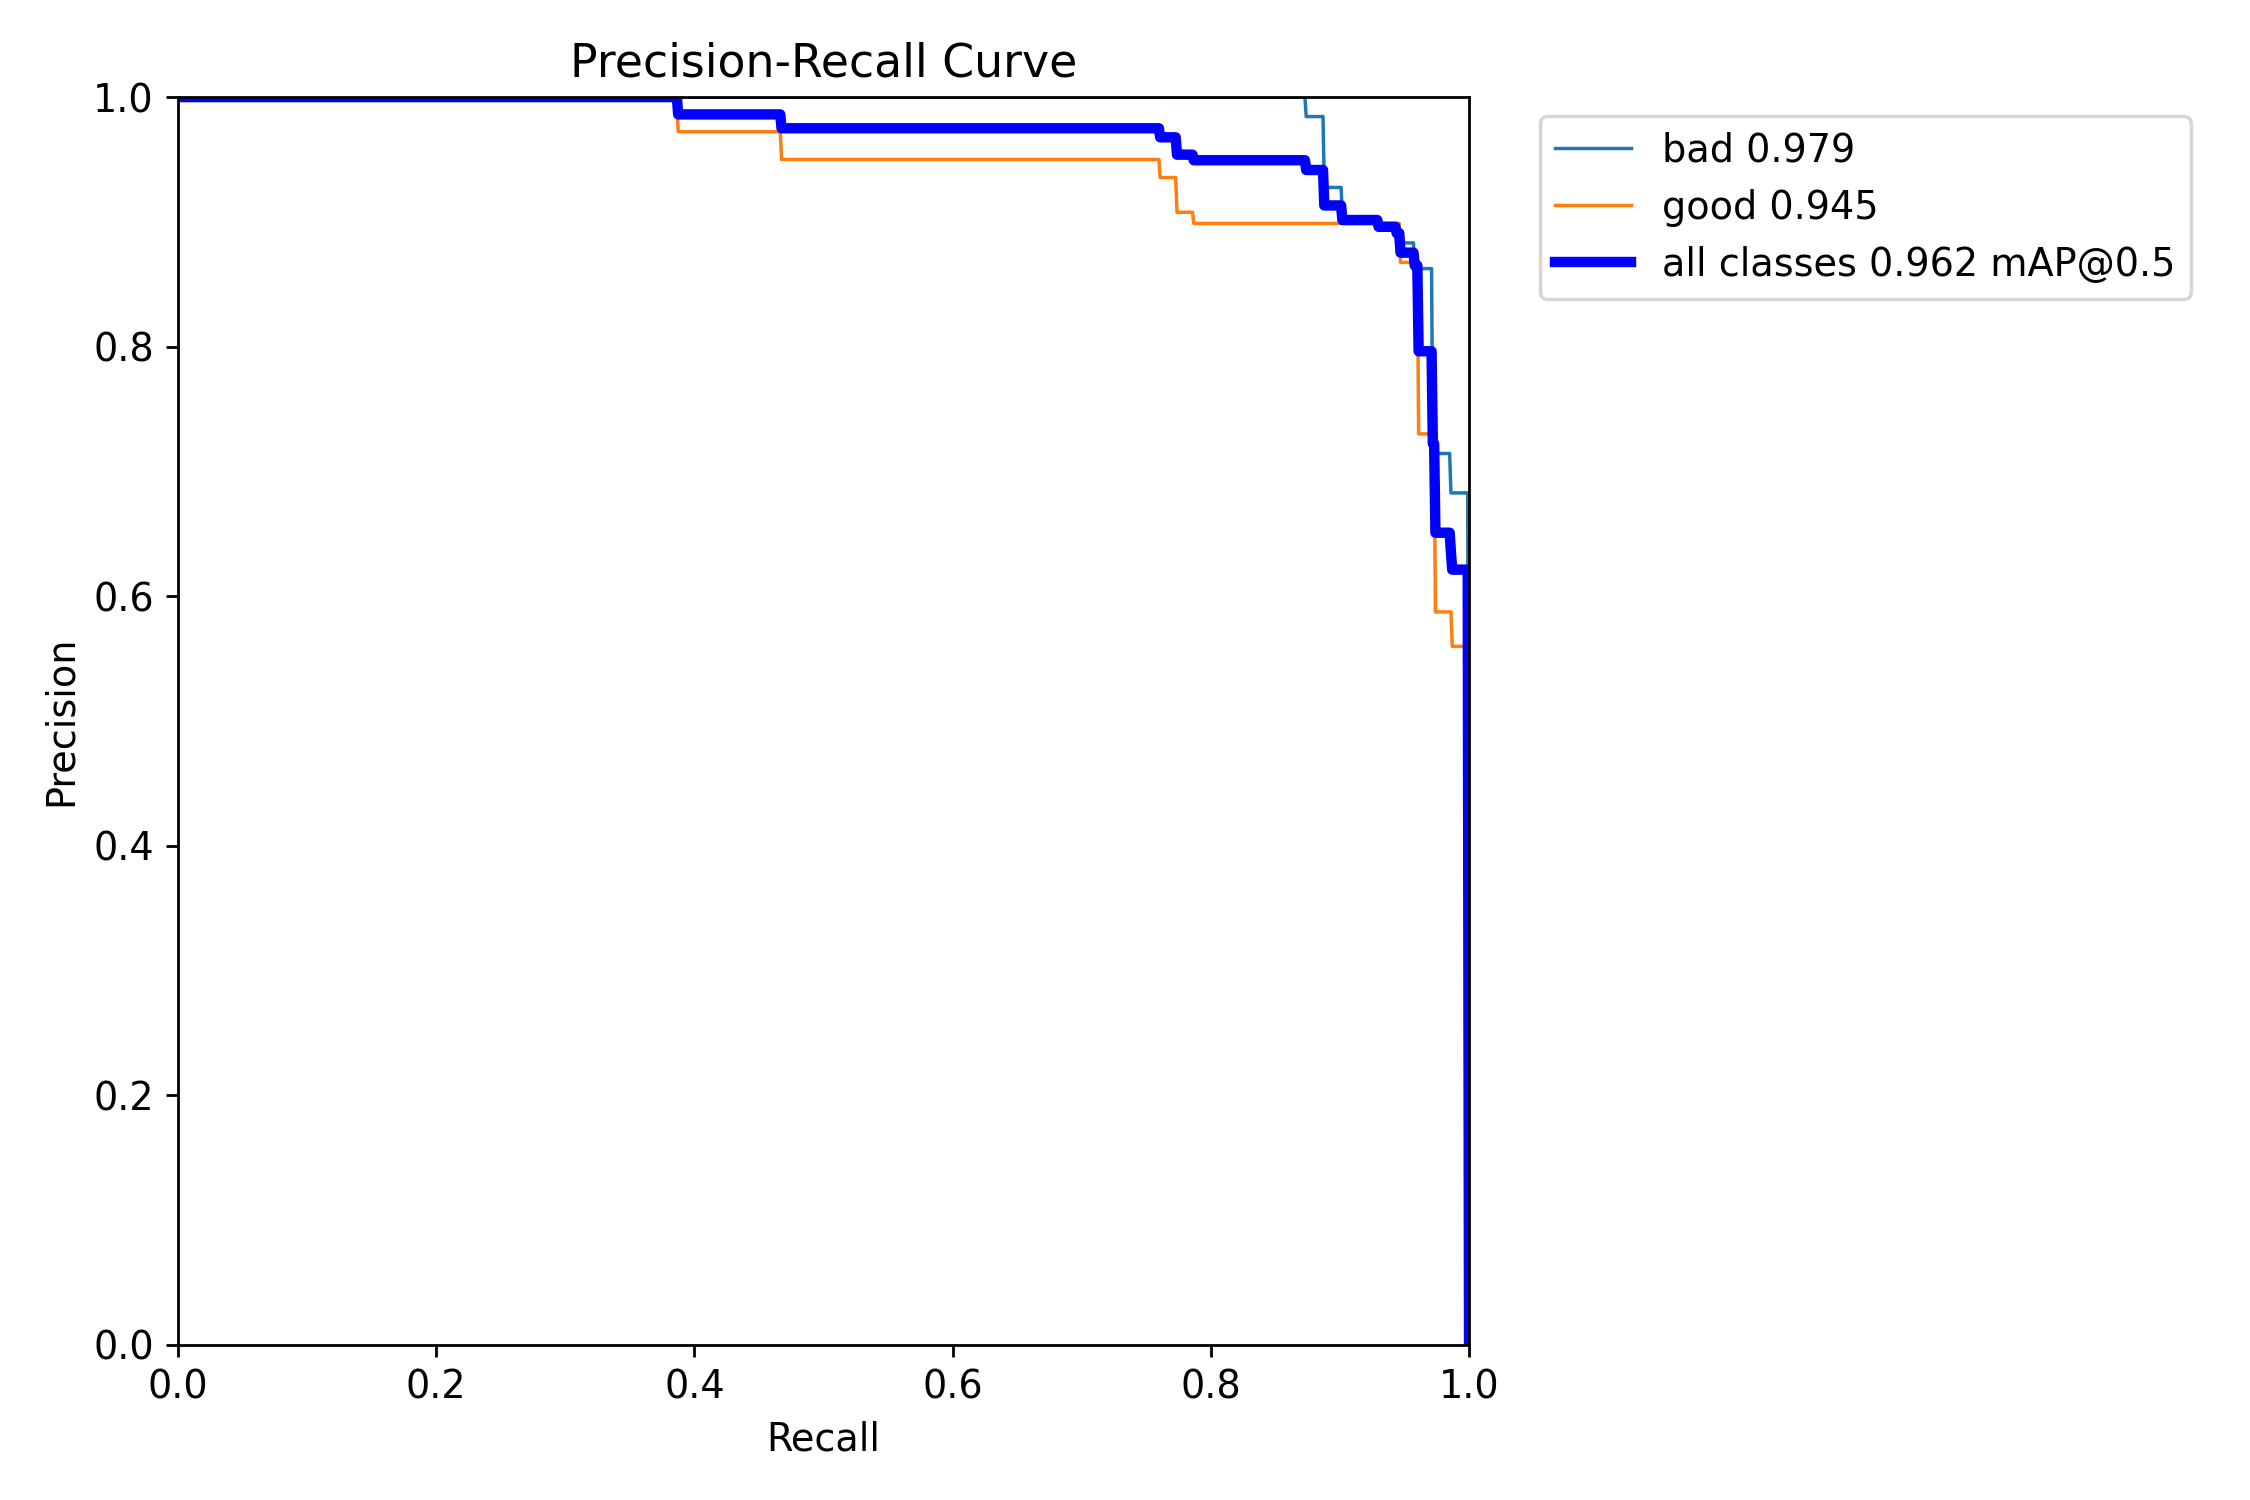 Precision-Recall Curve
1.0
0.8
0.6
0.4
0.2
0.0
Precision
0.0 0.2 0.4 0.6 0.8 1.0
Recall
bad 0.979
good 0.945
all classes 0.962 mAP@0.5